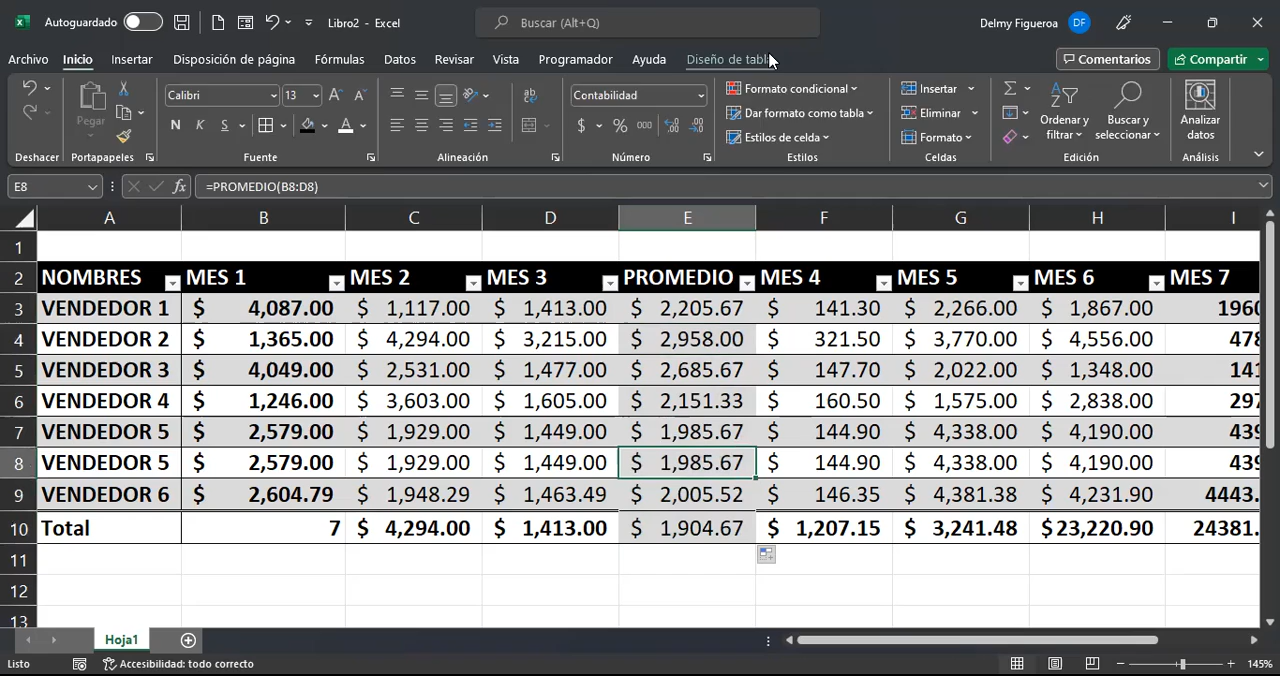 Autoguardado Libro2 - Excel Buscar (Alt+Q) Delmy Figueroa DF
Archivo Inicio Insertar Disposición de página Fórmulas Datos Revisar Vista Programador Ayuda Diseño de tabla Comentarios Compartir
Pegar Calibri 13 Contabilidad Formato condicional Insertar Ordenar y filtrar Buscar y seleccionar Analizar datos
N K S $ % 000 Dar formato como tabla Eliminar
Estilos de celda Formato
Deshacer Portapapeles Fuente Alineación Número Estilos Celdas Edición Análisis
E8 fx =PROMEDIO(B8:D8)
A B C D E F G H I
1
2 NOMBRES MES 1 MES 2 MES 3 PROMEDIO MES 4 MES 5 MES 6 MES 7
3 VENDEDOR 1 $ 4,087.00 $ 1,117.00 $ 1,413.00 $ 2,205.67 $ 141.30 $ 2,266.00 $ 1,867.00 1960
4 VENDEDOR 2 $ 1,365.00 $ 4,294.00 $ 3,215.00 $ 2,958.00 $ 321.50 $ 3,770.00 $ 4,556.00 478
5 VENDEDOR 3 $ 4,049.00 $ 2,531.00 $ 1,477.00 $ 2,685.67 $ 147.70 $ 2,022.00 $ 1,348.00 141
6 VENDEDOR 4 $ 1,246.00 $ 3,603.00 $ 1,605.00 $ 2,151.33 $ 160.50 $ 1,575.00 $ 2,838.00 297
7 VENDEDOR 5 $ 2,579.00 $ 1,929.00 $ 1,449.00 $ 1,985.67 $ 144.90 $ 4,338.00 $ 4,190.00 439
8 VENDEDOR 5 $ 2,579.00 $ 1,929.00 $ 1,449.00 $ 1,985.67 $ 144.90 $ 4,338.00 $ 4,190.00 439
9 VENDEDOR 6 $ 2,604.79 $ 1,948.29 $ 1,463.49 $ 2,005.52 $ 146.35 $ 4,381.38 $ 4,231.90 4443.
10 Total 7 $ 4,294.00 $ 1,413.00 $ 1,904.67 $ 1,207.15 $ 3,241.48 $ 23,220.90 24381.
11
12
13
Hoja1
Listo Accesibilidad: todo correcto 145%